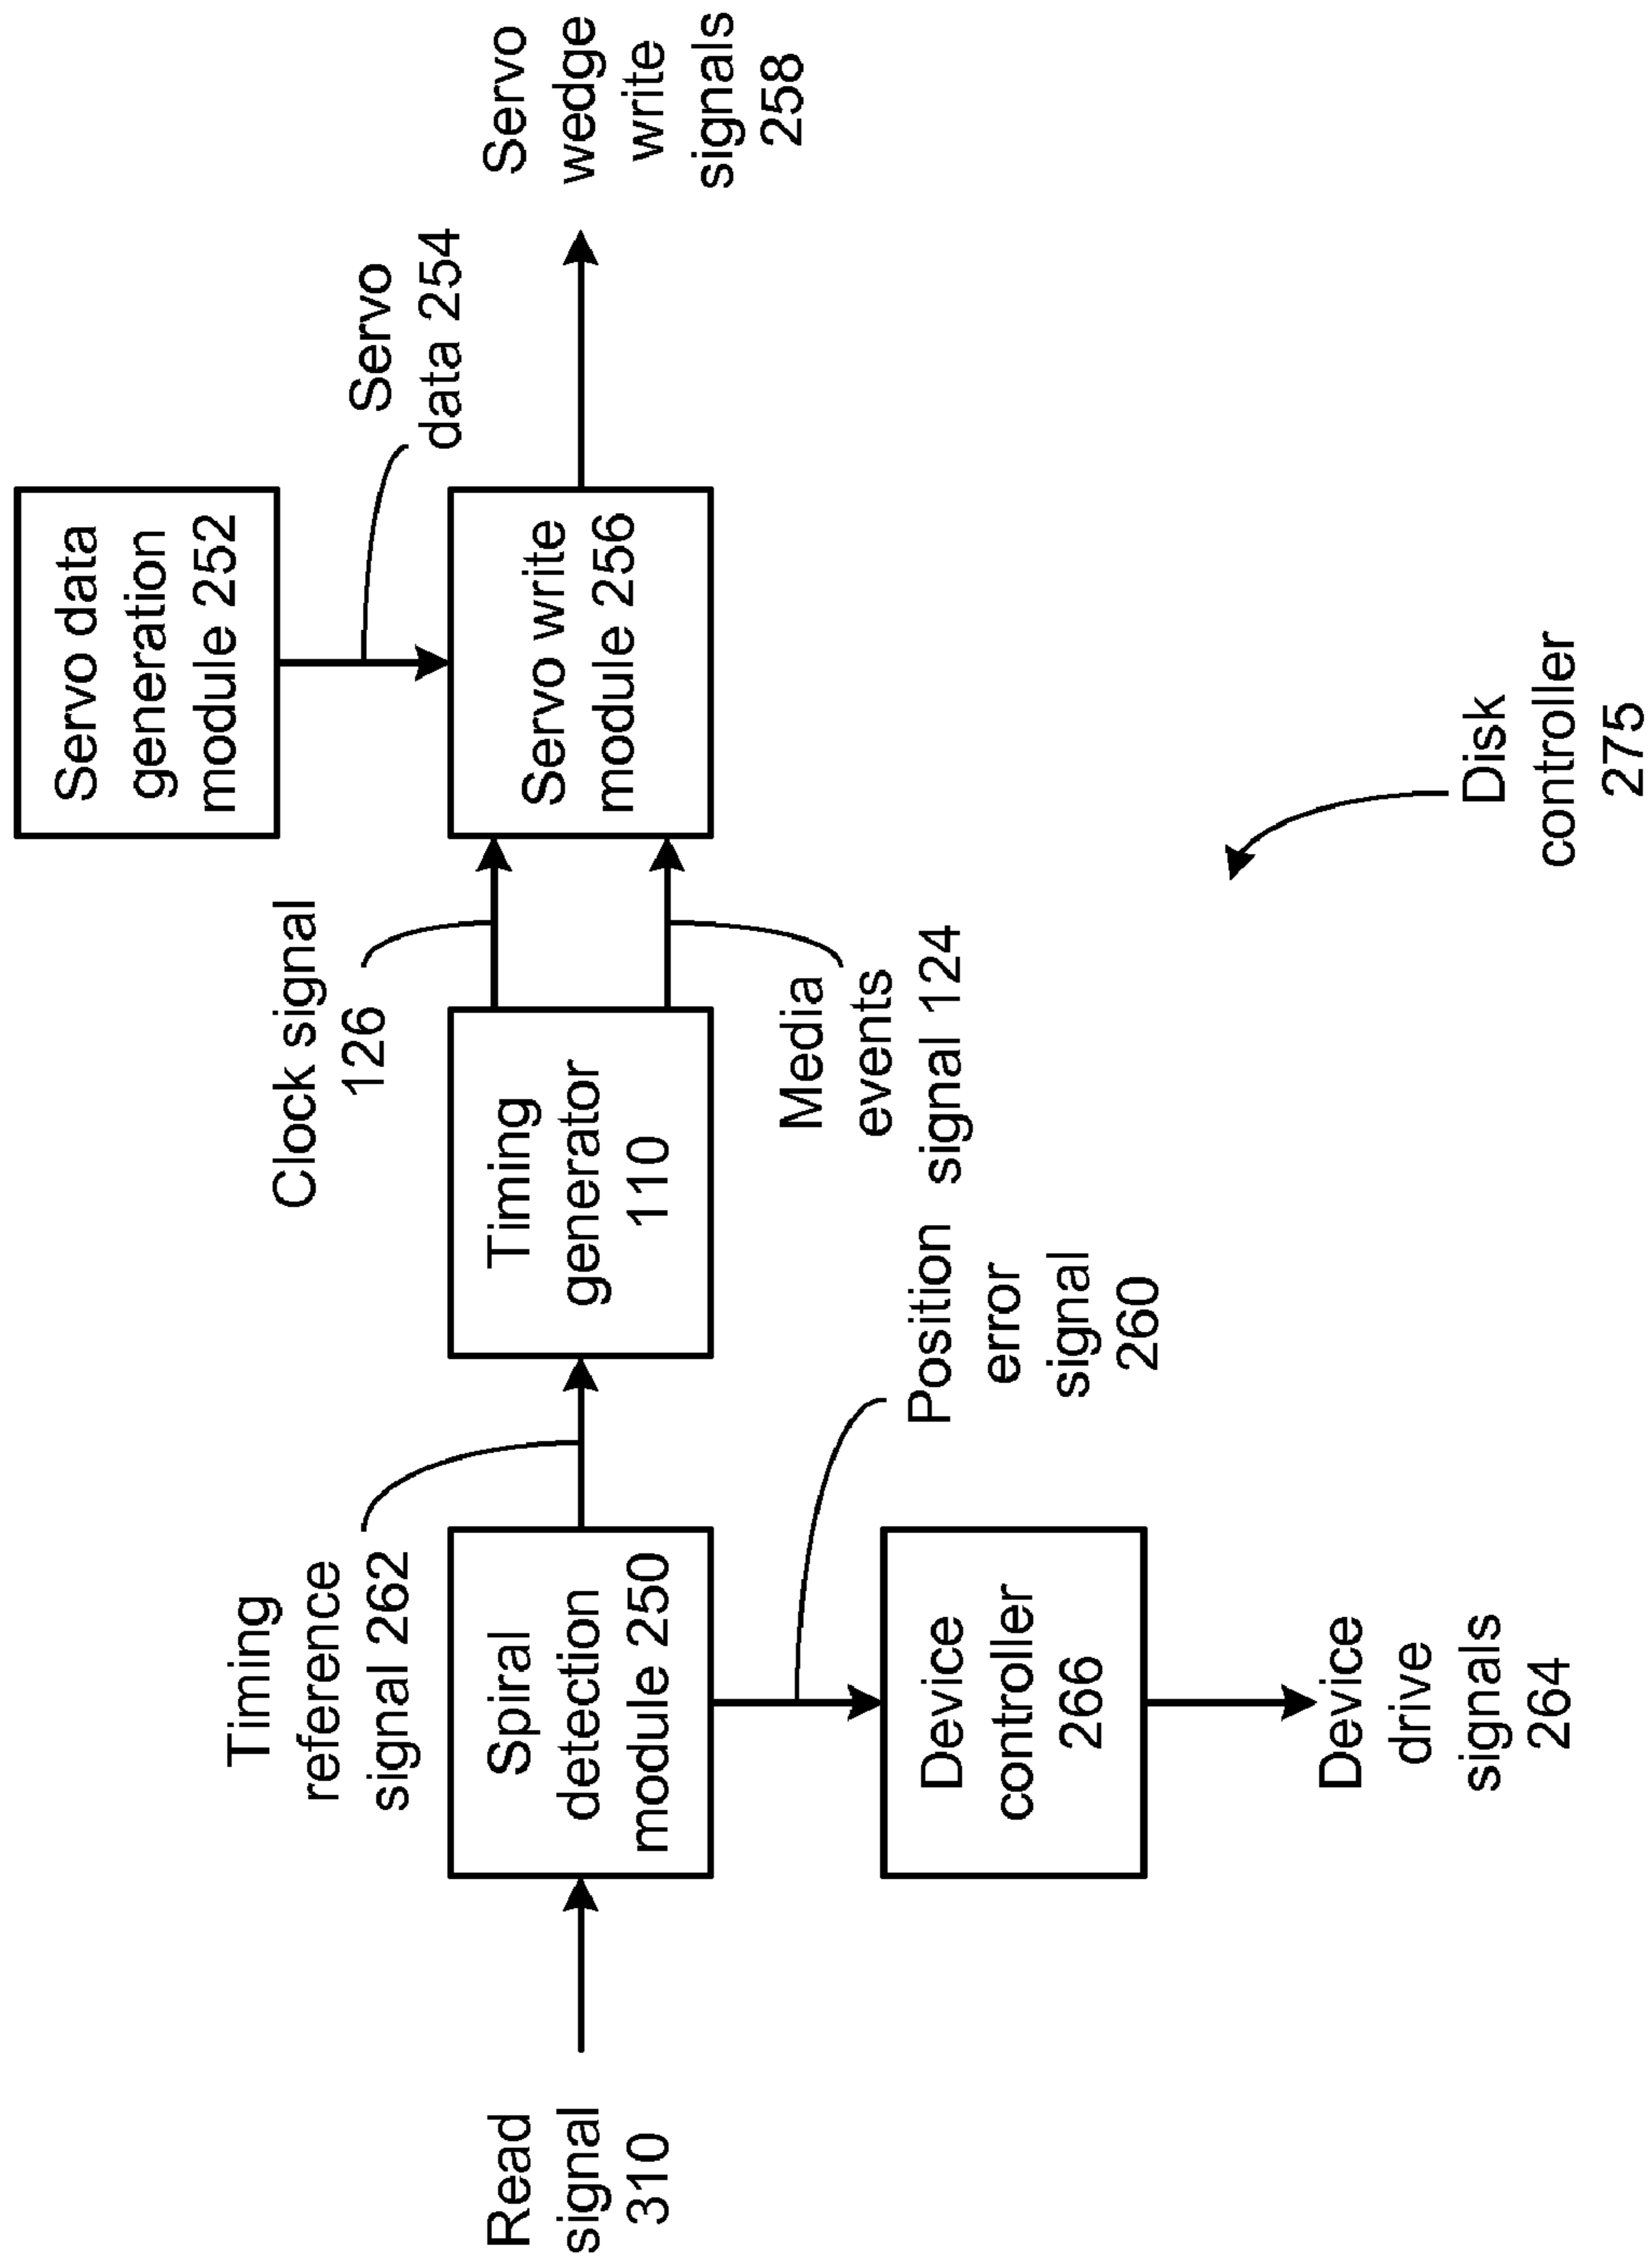 Servo data
generation
module 252
Servo
data 254
Clock signal
126
Timing
reference
signal 262
Read
signal
310
Spiral
detection
module 250
Timing
generator
110
Servo write
module 256
Servo
wedge
write
signals
258
Media
events
signal 124
Position
error
signal
260
Device
controller
266
Device
drive
signals
264
Disk
controller
275